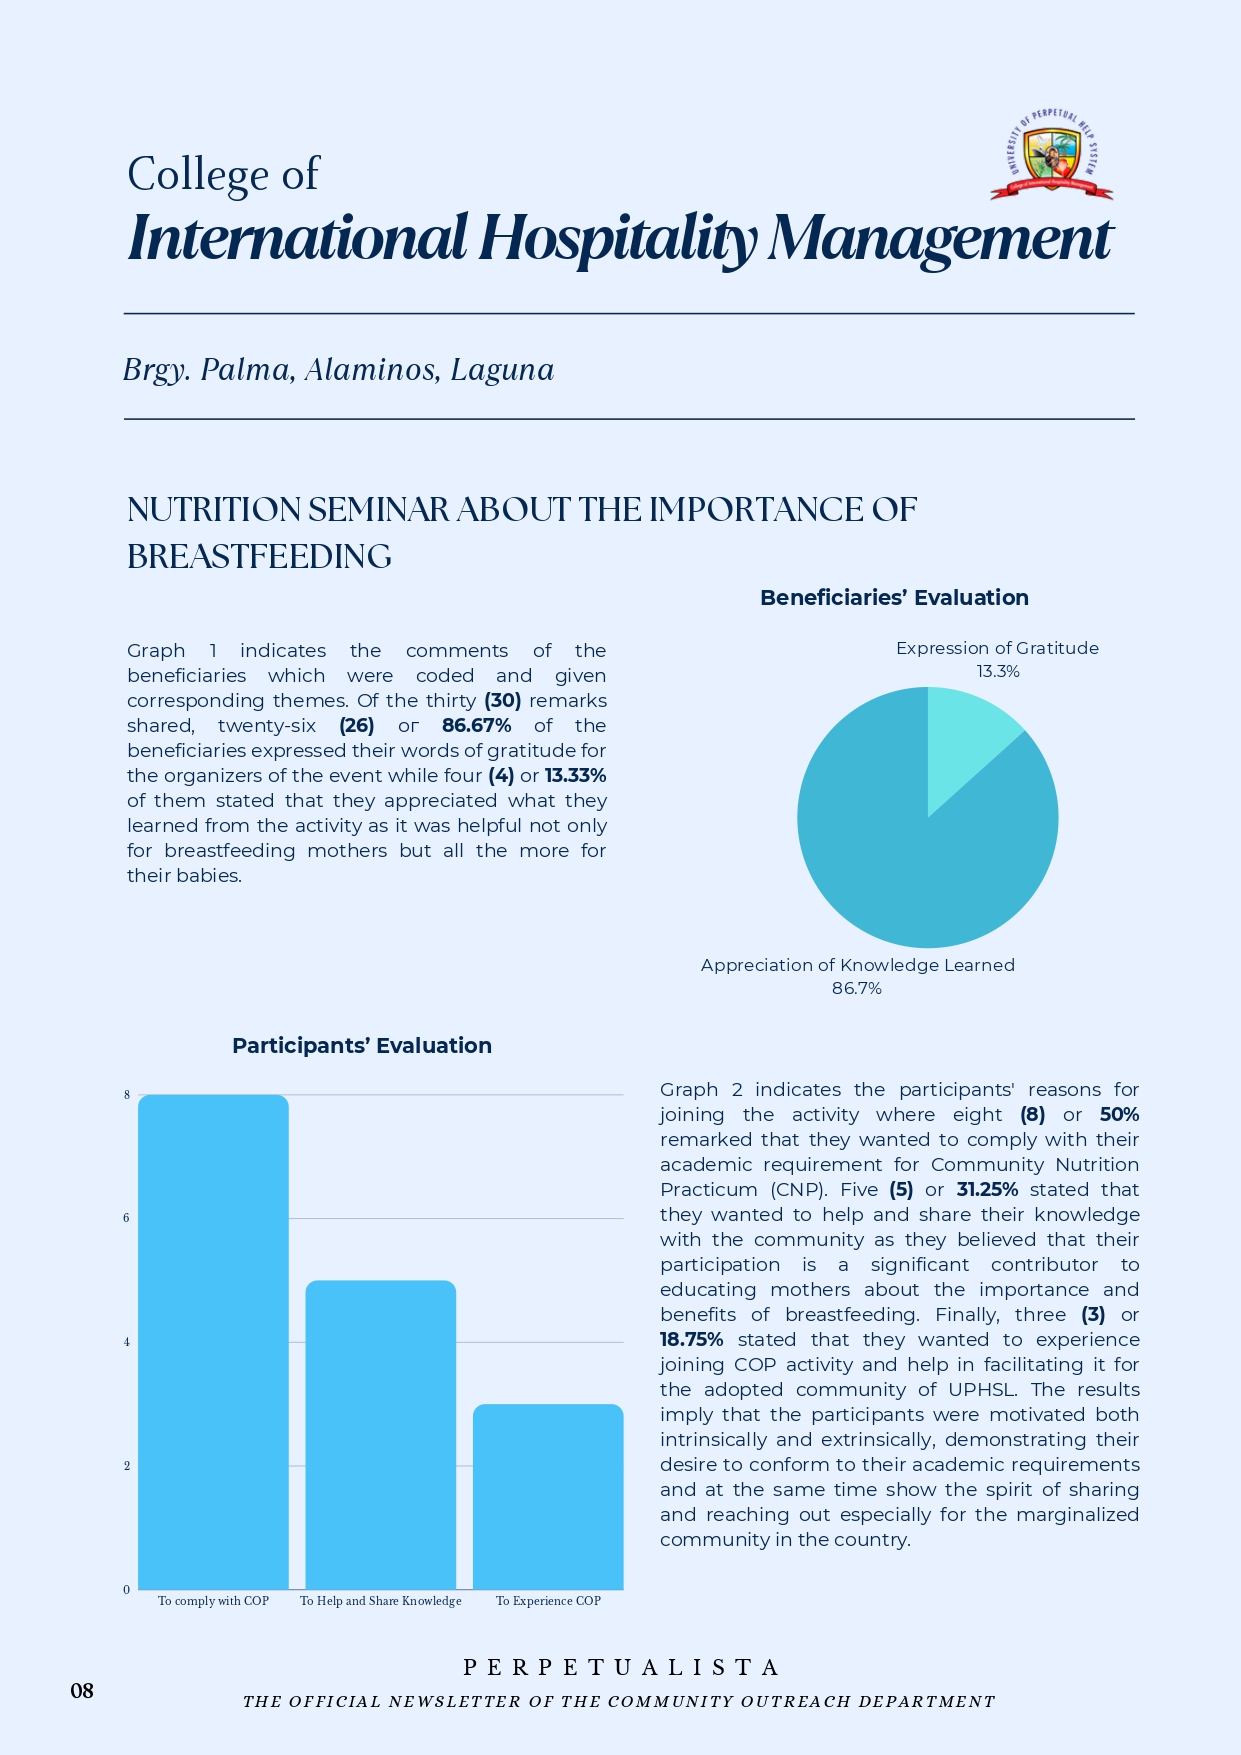 UNIVERSITY OF PERPETUAL HELP SYSTEM
College of International Hospitality Management
College of
International Hospitality Management
Brgy. Palma, Alaminos, Laguna
NUTRITION SEMINAR ABOUT THE IMPORTANCE OF
BREASTFEEDING
Graph 1 indicates the comments of the
beneficiaries which were coded and given
corresponding themes. Of the thirty (30) remarks
shared, twenty-six (26) or 86.67% of the
beneficiaries expressed their words of gratitude for
the organizers of the event while four (4) or 13.33%
of them stated that they appreciated what they
learned from the activity as it was helpful not only
for breastfeeding mothers but all the more for
their babies.
Beneficiaries’ Evaluation
Expression of Gratitude
13.3%
Appreciation of Knowledge Learned
86.7%
Participants’ Evaluation
8
6
4
2
0
To comply with COP
To Help and Share Knowledge
To Experience COP
Graph 2 indicates the participants' reasons for
joining the activity where eight (8) or 50%
remarked that they wanted to comply with their
academic requirement for Community Nutrition
Practicum (CNP). Five (5) or 31.25% stated that
they wanted to help and share their knowledge
with the community as they believed that their
participation is a significant contributor to
educating mothers about the importance and
benefits of breastfeeding. Finally, three (3) or
18.75% stated that they wanted to experience
joining COP activity and help in facilitating it for
the adopted community of UPHSL. The results
imply that the participants were motivated both
intrinsically and extrinsically, demonstrating their
desire to conform to their academic requirements
and at the same time show the spirit of sharing
and reaching out especially for the marginalized
community in the country.
PERPETUALISTA
08
THE OFFICIAL NEWSLETTER OF THE COMMUNITY OUTREACH DEPARTMENT